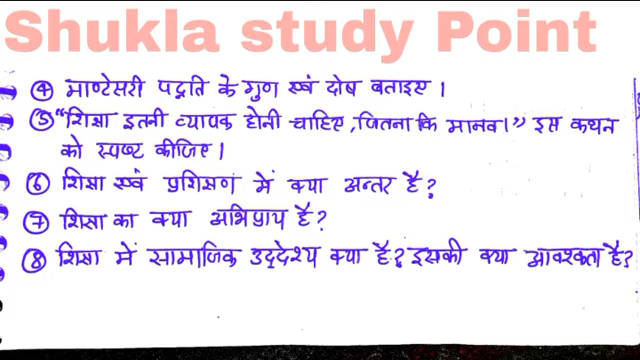 Shukla study Point
④ माण्टेसरी पद्गति के गुण एवं दोष बताइए।
⑤ "शिक्षा इतनी व्यापक होनी चाहिए, जितना कि मानव।" इस कथन
को स्पष्ट कीजिए।
⑥ शिक्षा एवं प्रशिक्षण में क्या अन्तर है?
⑦ शिक्षा का क्या अभिप्राय है?
⑧ शिक्षा में सामाजिक उद्देश्य क्या है? इसकी क्या आवश्कता है?